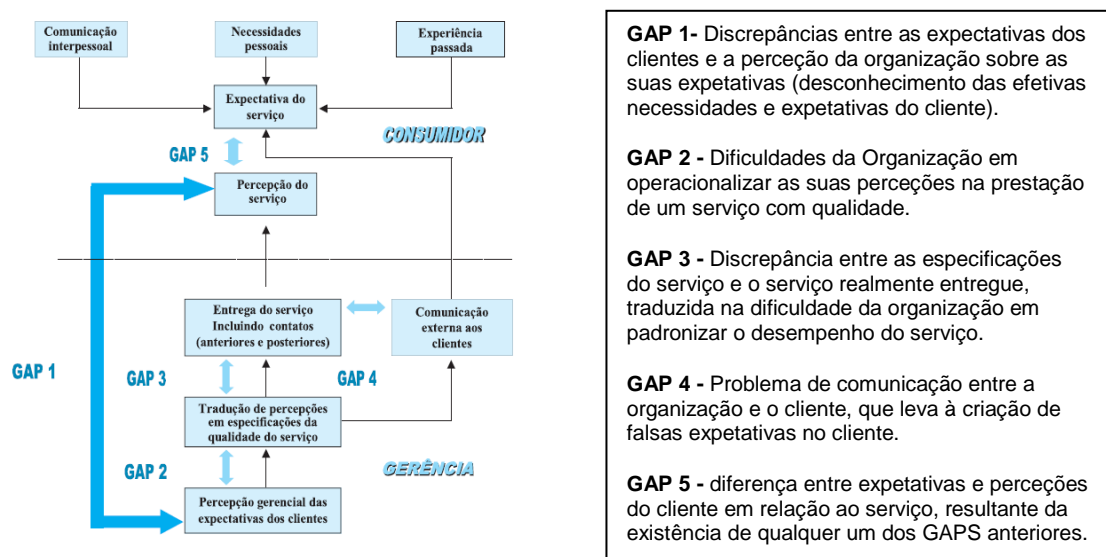 Comunicação
interpessoal
Necessidades
pessoais
Experiência
passada
Expectativa do
serviço
CONSUMIDOR
GAP 5
Percepção do
serviço
Entrega do serviço
Incluindo contatos
(anteriores e posteriores)
Comunicação
externa aos
clientes
GAP 1
GAP 3
GAP 4
Tradução de percepções
em especificações da
qualidade do serviço
GAP 2
GERÊNCIA
Percepção gerencial das
expectativas dos clientes
GAP 1- Discrepâncias entre as expectativas dos
clientes e a perceção da organização sobre as
suas expetativas (desconhecimento das efetivas
necessidades e expetativas do cliente).
GAP 2 - Dificuldades da Organização em
operacionalizar as suas perceções na prestação
de um serviço com qualidade.
GAP 3 - Discrepância entre as especificações
do serviço e o serviço realmente entregue,
traduzida na dificuldade da organização em
padronizar o desempenho do serviço.
GAP 4 - Problema de comunicação entre a
organização e o cliente, que leva à criação de
falsas expetativas no cliente.
GAP 5 - diferença entre expetativas e perceções
do cliente em relação ao serviço, resultante da
existência de qualquer um dos GAPS anteriores.